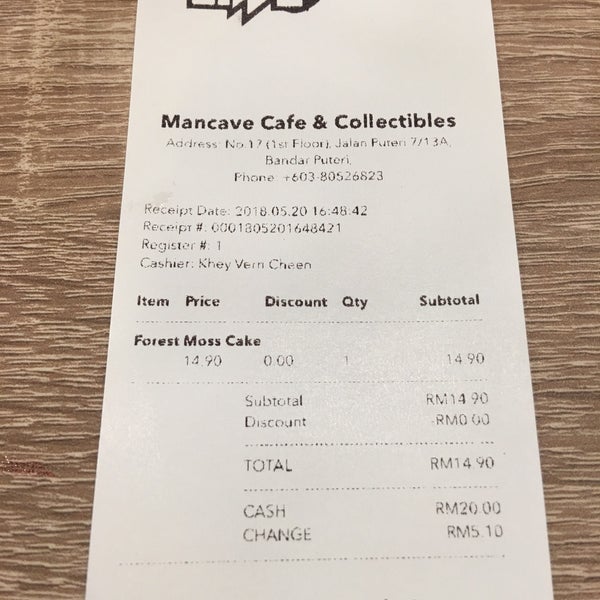 Mancave Cafe & Collectibles
Address: No.17 (1st Floor), Jalan Puteri 7/13A,
Bandar Puteri,
Phone: +603-80526823
Receipt Date: 2018.05.20 16:48:42
Receipt #: 0001805201648421
Register #: 1
Cashier: Khey Vern Cheen
Item Price Discount Qty Subtotal
Forest Moss Cake
14.90 0.00 1 14.90
Subtotal RM14.90
Discount -RM0.00
TOTAL RM14.90
CASH RM20.00
CHANGE RM5.10